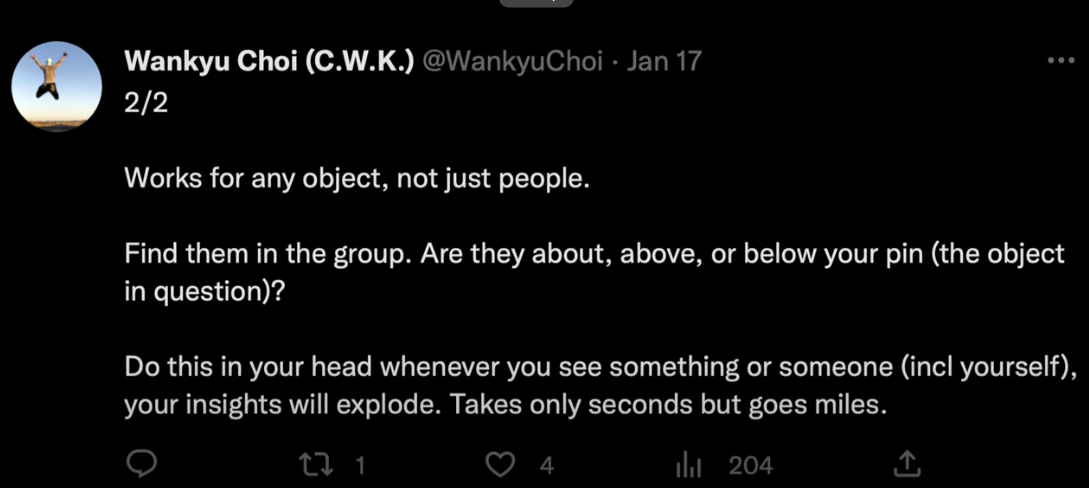 Wankyu Choi (C.W.K.) @WankyuChoi · Jan 17
2/2
Works for any object, not just people.
Find them in the group. Are they about, above, or below your pin (the object
in question)?
Do this in your head whenever you see something or someone (incl yourself),
your insights will explode. Takes only seconds but goes miles.
1 4 204